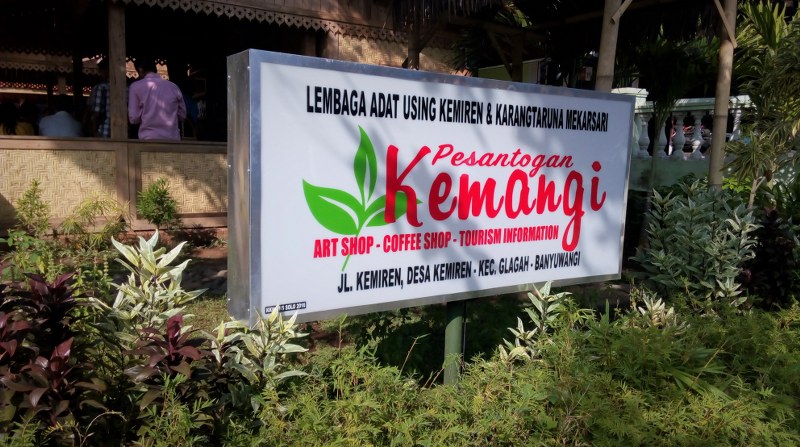 LEMBAGA ADAT USING KEMIREN & KARANGTARUNA MEKARSARI
Pesantogan
Kemangi
ART SHOP - COFFEE SHOP - TOURISM INFORMATION
JL. KEMIREN, DESA KEMIREN - KEC. GLAGAH - BANYUWANGI